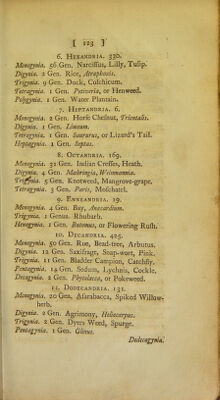 [ 123 ]
6. HEXANDRIA. 330.
Monogynia. 56 Gen. Narcissus, Lilly, Tulip.
Digynia. 2 Gen. Rice, Atraphaxis.
Trigynia. 9 Gen. Dock, Colchicum.
Tetragynia. 1 Gen. Petiveria, or Henweed.
Polygynia. 1 Gen. Water Plantain.
7. HEPTANDRIA. 6.
Monogynia. 2 Gen. Horse Chesnut, Trientalis.
Digynia. 1 Gen. Limeum.
Tetragynia. 1 Gen. Saururus, or Lizard's Tail.
Heptagynia. 1 Gen. Septas.
8. OCTANDRIA. 169.
Monogynia. 31 Gen. Indian Cresses, Heath.
Digynia. 4 Gen. Moehringia, Weinmannia.
Trigynia. 5 Gen. Knotweed, Mangrove-grape.
Tetragynia. 3 Gen. Paris, Moschatel.
9. ENNEANDRIA. 19.
Monogynia. 4 Gen. Bay, Anacardium.
Trigynia. 1 Genus. Rhubarb.
Hexagynia. 1 Gen. Butomus, or Flowering Rush.
10. DECANDRIA. 425.
Monogynia. 50 Gen. Rue, Bead-tree, Arbutus.
Digynia. 12 Gen. Saxifrage, Soap-wort, Pink.
Trigynia. 11 Gen. Bladder Campion, Catchfly.
Pentagynia. 14 Gen. Sedum, Lychnis, Cockle.
Decagynia. 2 Gen. Phytolacca, or Pokeweed.
11. DODECANDRIA. 131.
Monogynia. 20 Gen. Asarabacca, Spiked Willow-
herb.
Digynia. 2 Gen. Agrimony, Heliocarpus.
Trigynia. 2 Gen. Dyers Weed, Spurge.
Pentagynia. 1 Gen. Glinus.
Dodecagynia.